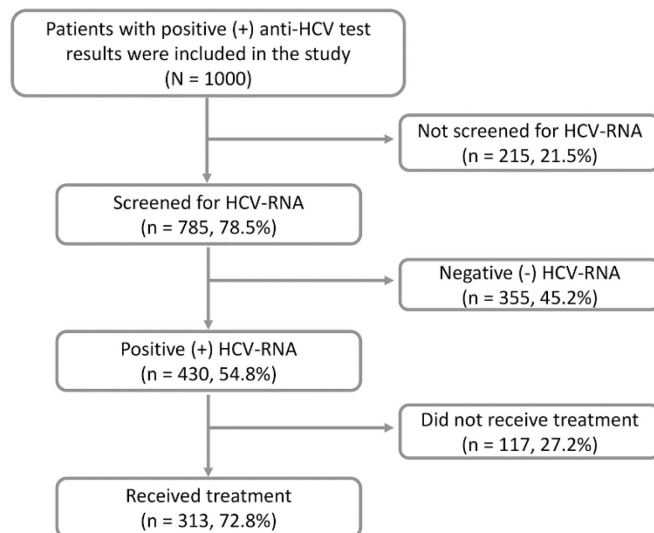 Patients with positive (+) anti-HCV test
results were included in the study
(N = 1000)
Not screened for HCV-RNA
(n = 215, 21.5%)
Screened for HCV-RNA
(n = 785, 78.5%)
Negative (-) HCV-RNA
(n = 355, 45.2%)
Positive (+) HCV-RNA
(n = 430, 54.8%)
Did not receive treatment
(n = 117, 27.2%)
Received treatment
(n = 313, 72.8%)